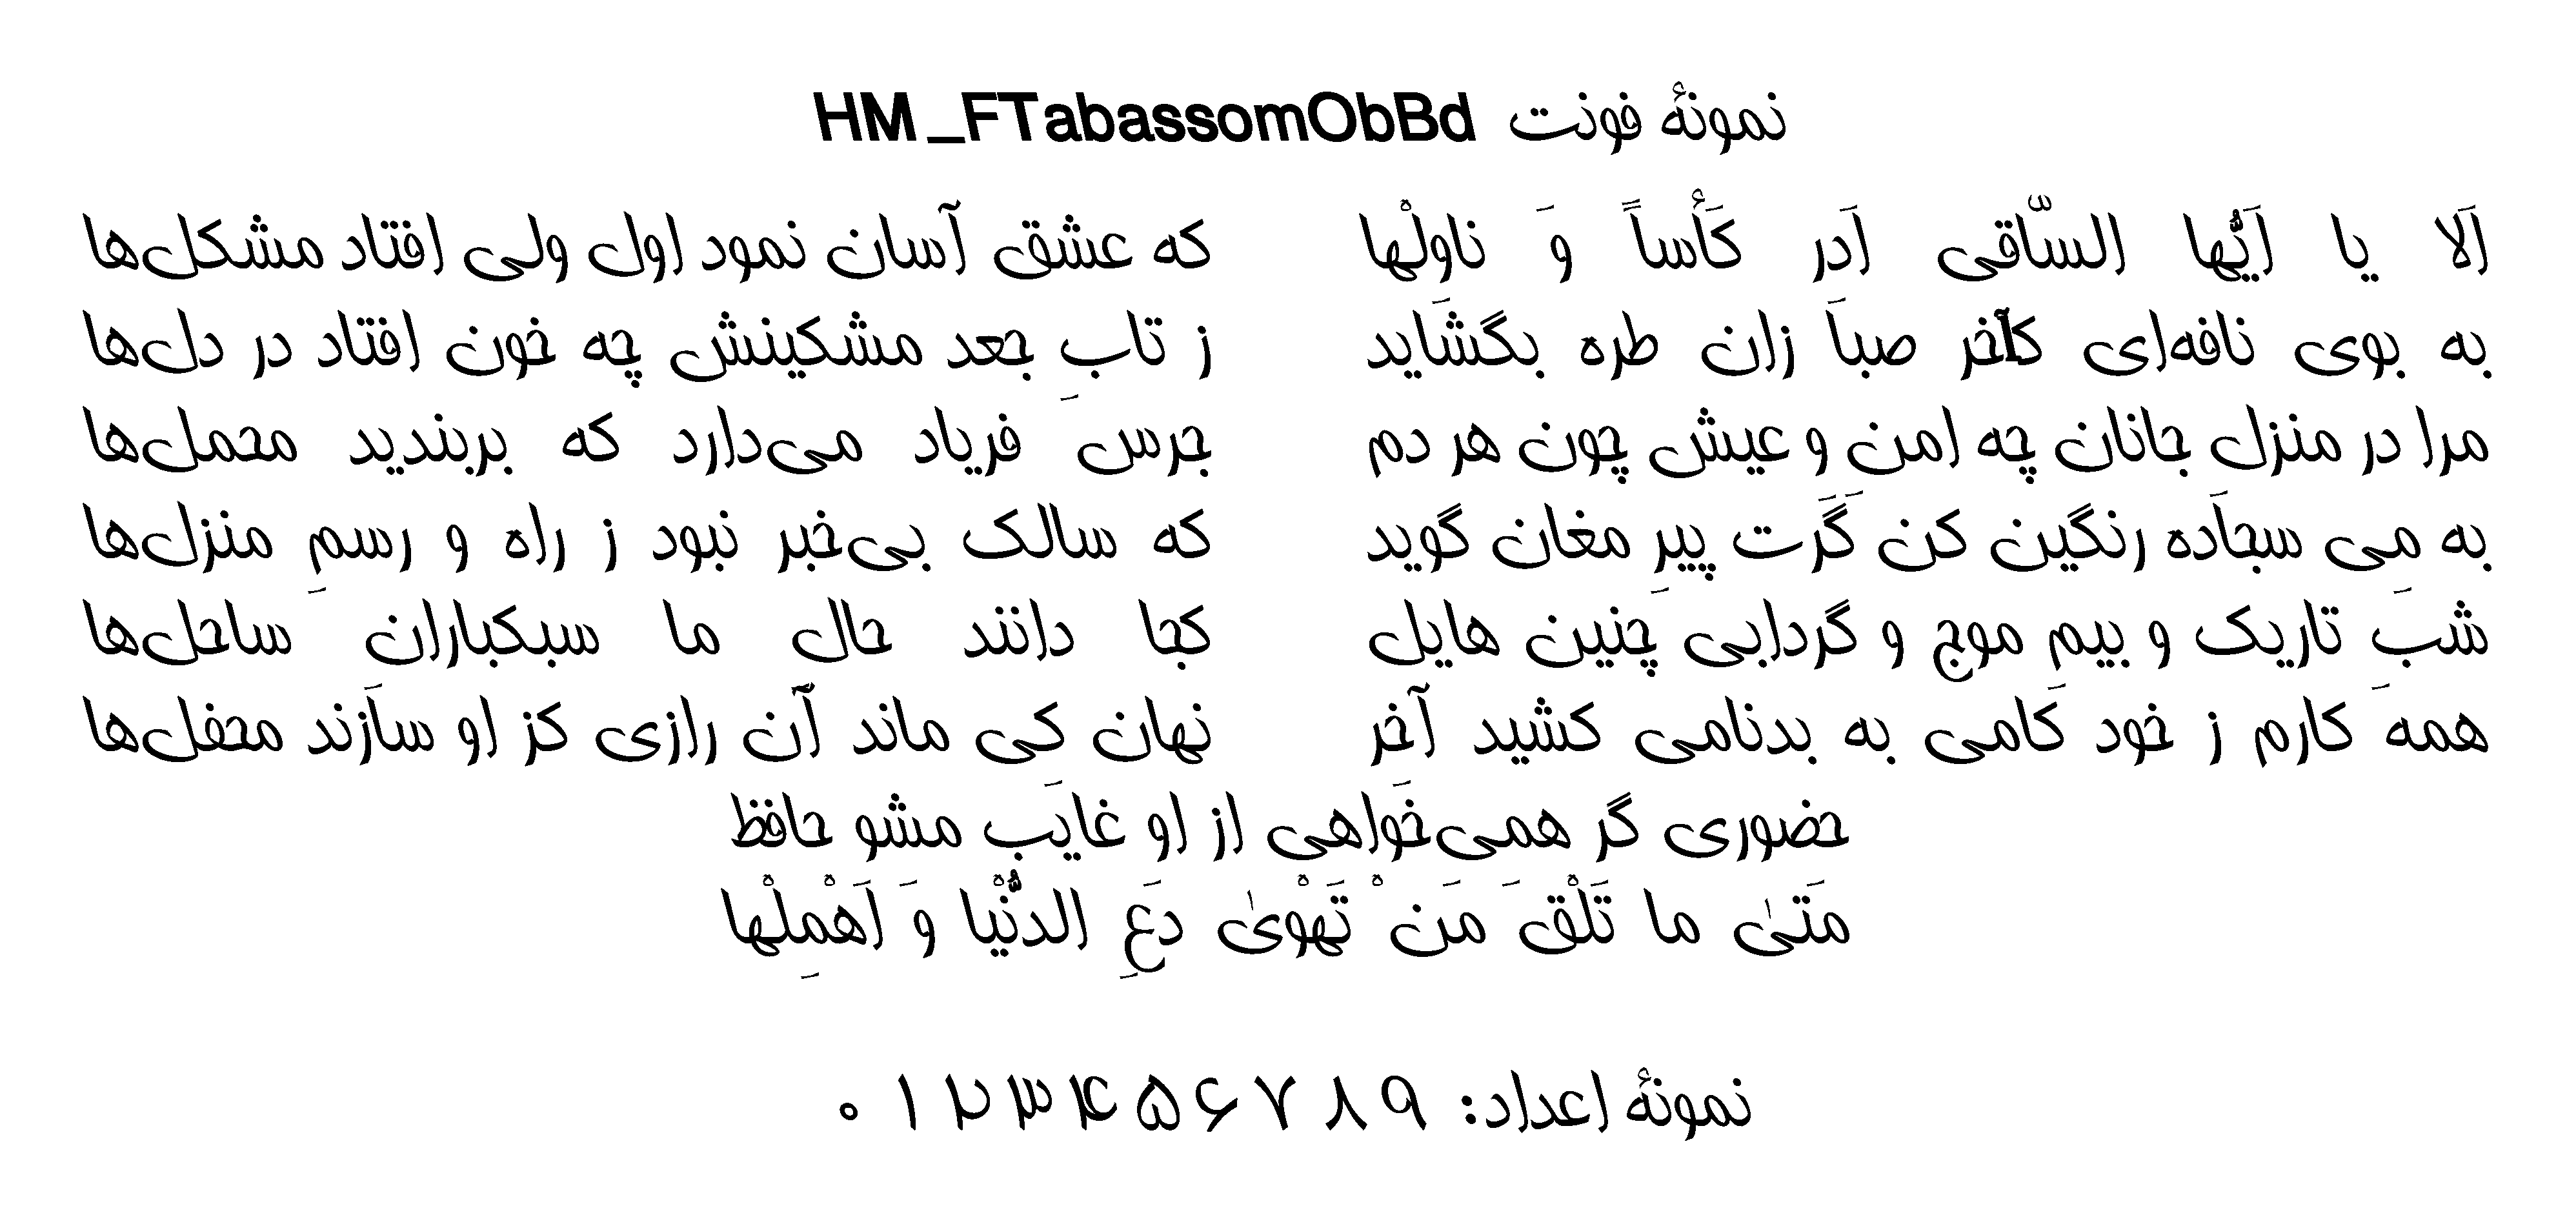 نمونهٔ فونت HM_FTabassomObBd
اَلا یا اَیُّها السّاقی اَدَر کَأْساً وَ ناوِلْها که عشق آسان نمود اول ولی افتاد مشکل‌ها
به بوی نافه‌ای کآخر صبا زان طره بگشاید ز تابِ جعد مشکینش چه خون افتاد در دل‌ها
مرا در منزل جانان چه امن و عیش چون هر دم جرس فریاد می‌دارد که بربندید محمل‌ها
به مِی سجاده رنگین کن گَرَت پیرِ مغان گوید که سالک بی‌خبر نبود ز راه و رسمِ منزل‌ها
شب تاریک و بیمِ موج و گردابی چنین هایل کجا دانند حال ما سبکباران ساحل‌ها
همه کارم ز خود کامی به بدنامی کشید آخر نهان کی ماند آن رازی کز او سازند محفل‌ها
حضوری گر همی‌خواهی از او غایب مشو حافظ
مَتَیٰ ما تَلْقَ مَنْ تَهْویٰ دَعِ الدُّنْیا وَ اَهْمِلْها
نمونهٔ اعداد: ۹ ۸ ۷ ۶ ۵ ۴ ۳ ۲ ۱ ۰